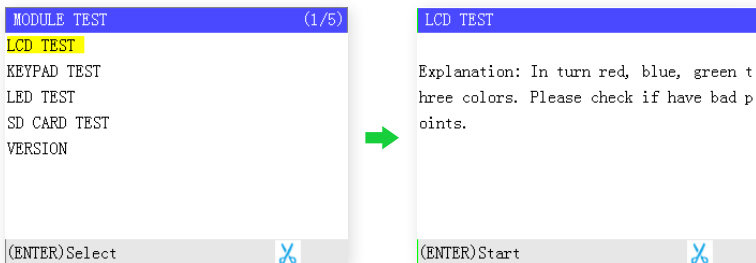 MODULE TEST (1/5)
LCD TEST
KEYPAD TEST
LED TEST
SD CARD TEST
VERSION
(ENTER)Select
LCD TEST
Explanation: In turn red, blue, green t
hree colors. Please check if have bad p
oints.
(ENTER)Start